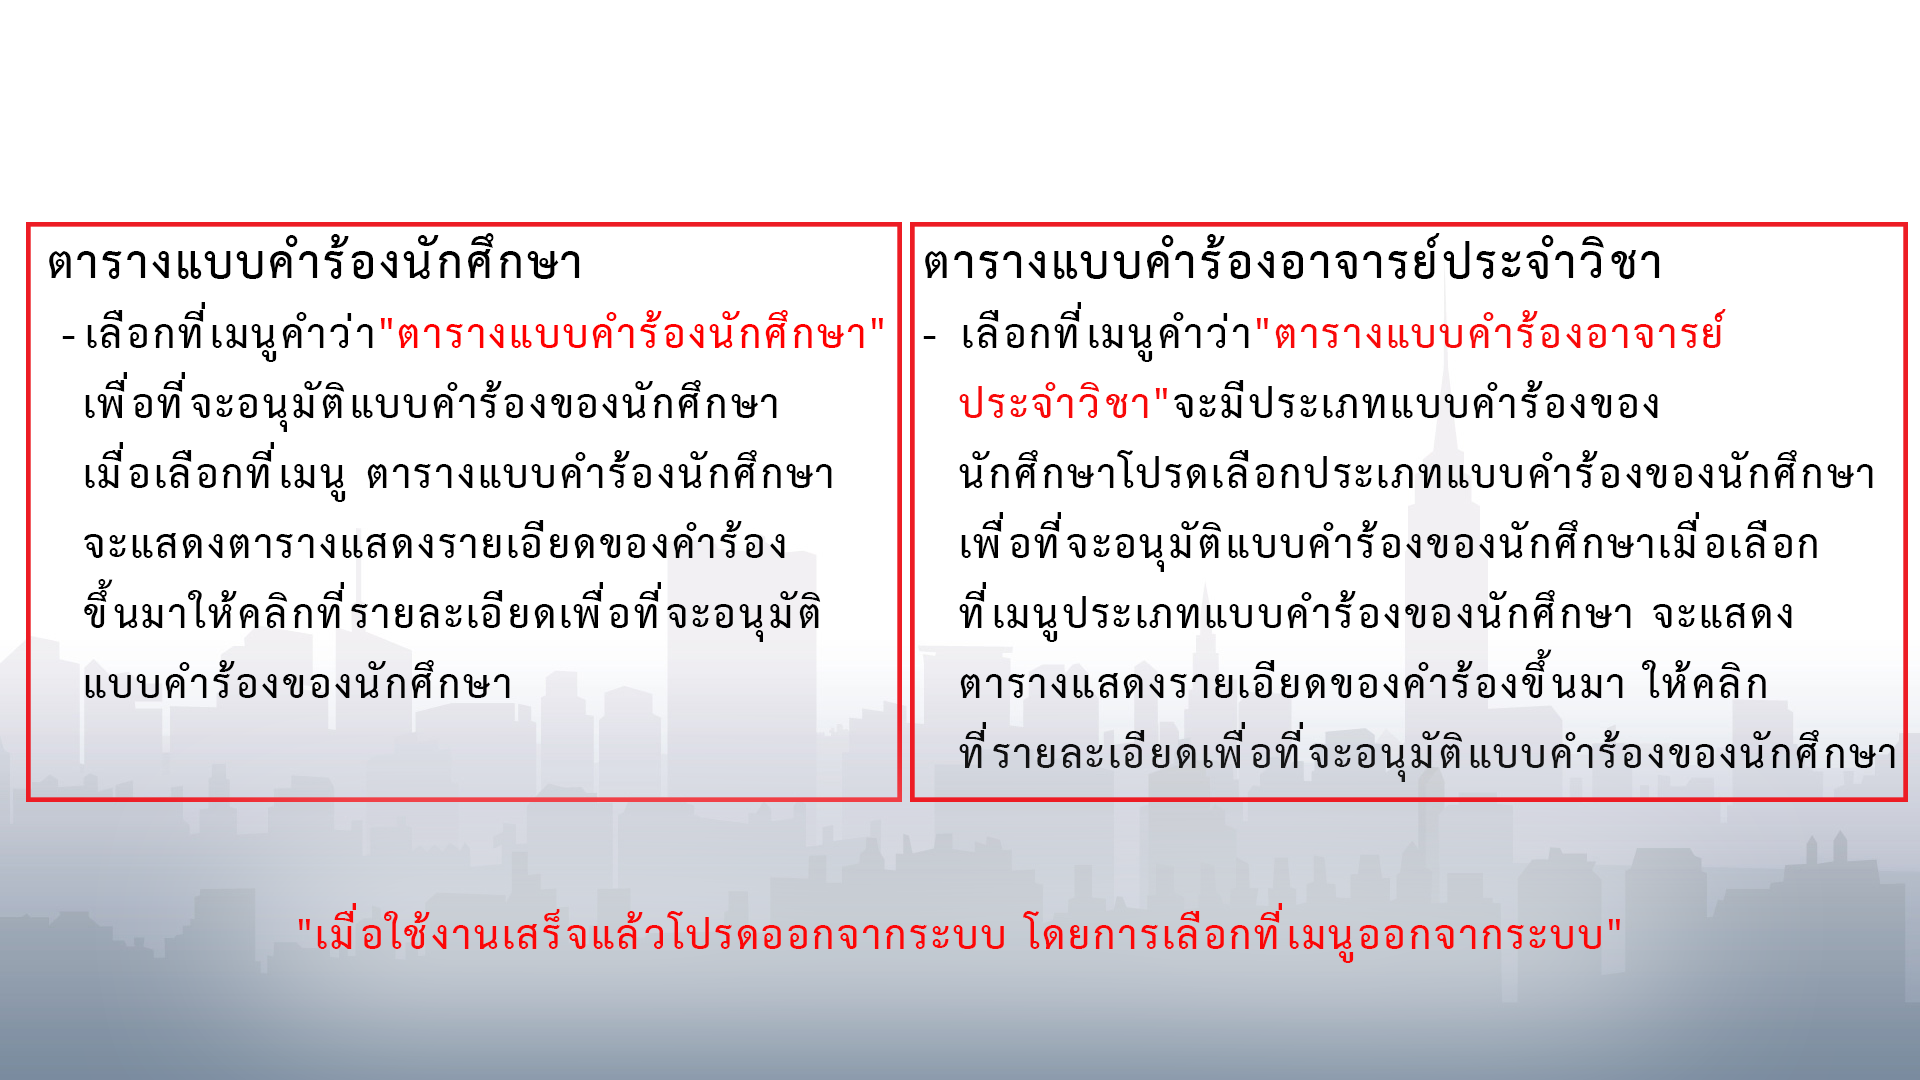 ตารางแบบคำร้องนักศึกษา
- เลือกที่เมนูคำว่า"ตารางแบบคำร้องนักศึกษา"
เพื่อที่จะอนุมัติแบบคำร้องของนักศึกษา
เมื่อเลือกที่เมนู ตารางแบบคำร้องนักศึกษา
จะแสดงตารางแสดงรายเอียดของคำร้อง
ขึ้นมาให้คลิกที่รายละเอียดเพื่อที่จะอนุมัติ
แบบคำร้องของนักศึกษา
ตารางแบบคำร้องอาจารย์ประจำวิชา
- เลือกที่เมนูคำว่า"ตารางแบบคำร้องอาจารย์
ประจำวิชา"จะมีประเภทแบบคำร้องของ
นักศึกษาโปรดเลือกประเภทแบบคำร้องของนักศึกษา
เพื่อที่จะอนุมัติแบบคำร้องของนักศึกษาเมื่อเลือก
ที่เมนูประเภทแบบคำร้องของนักศึกษา จะแสดง
ตารางแสดงรายเอียดของคำร้องขึ้นมา ให้คลิก
ที่รายละเอียดเพื่อที่จะอนุมัติแบบคำร้องของนักศึกษา
"เมื่อใช้งานเสร็จแล้วโปรดออกจากระบบ โดยการเลือกที่เมนูออกจากระบบ"